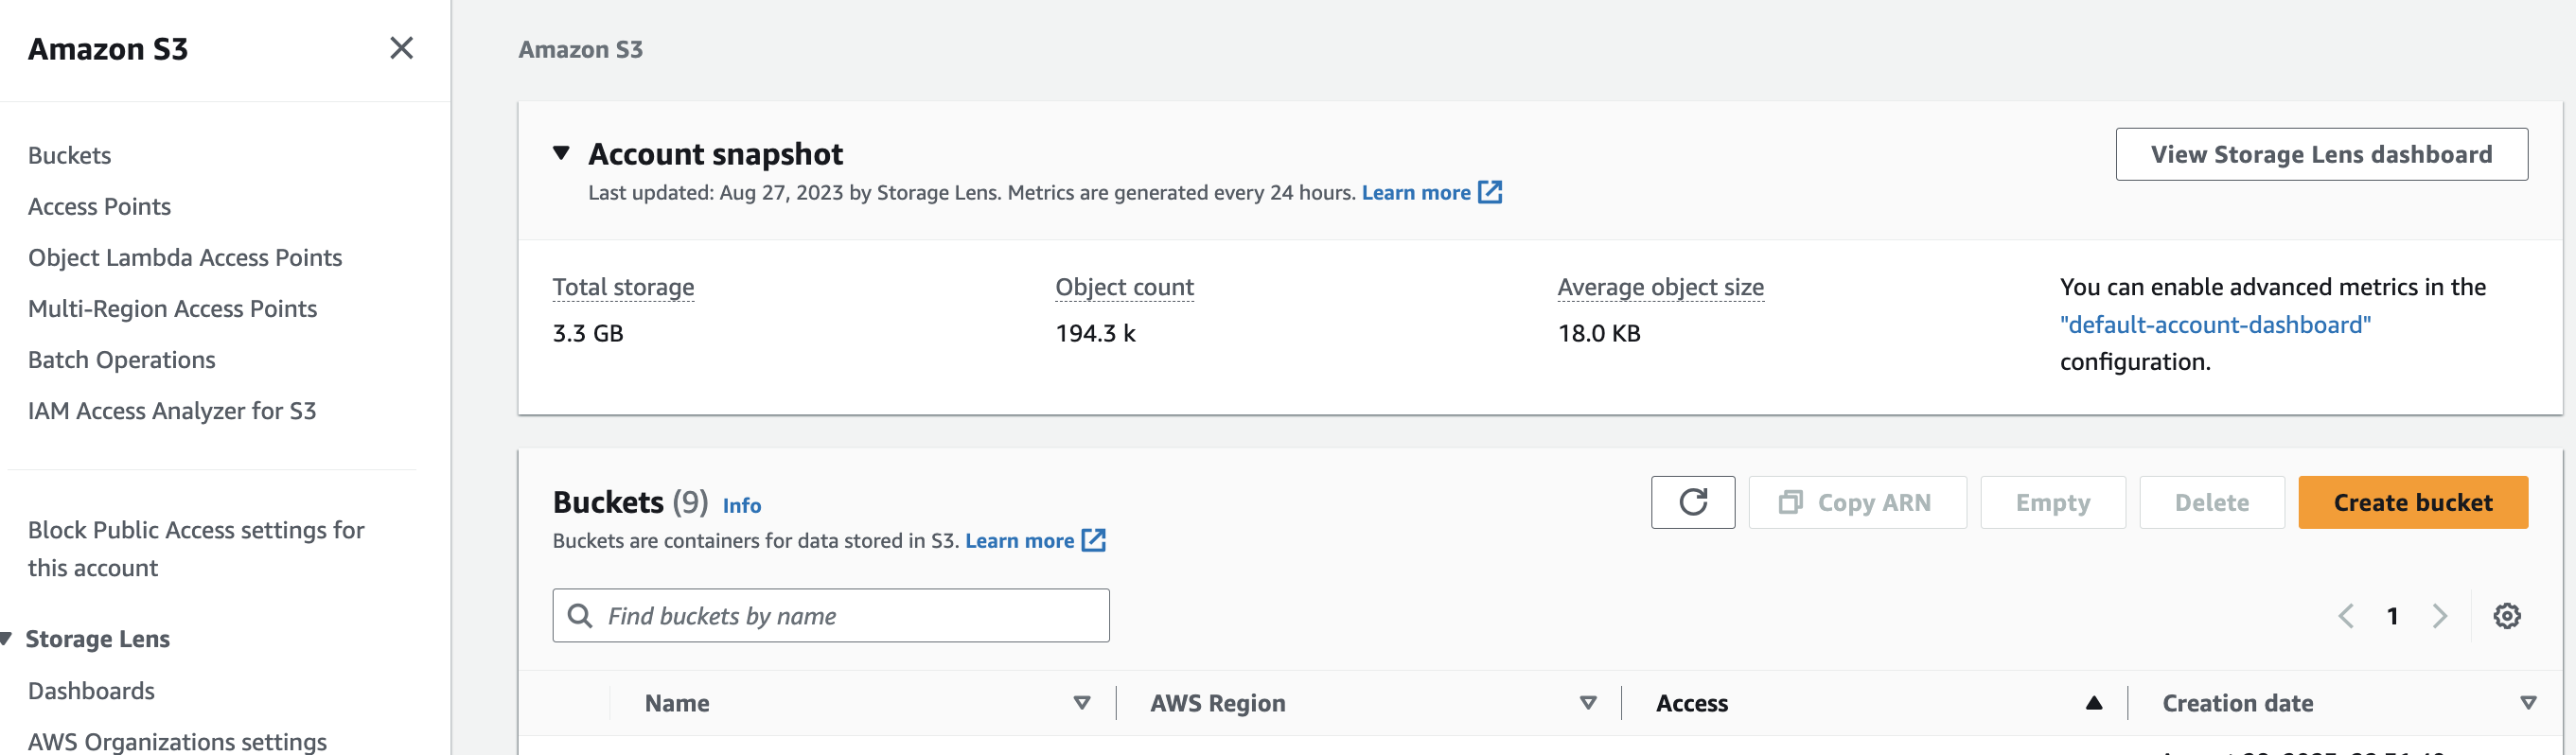 Amazon S3
Buckets
Access Points
Object Lambda Access Points
Multi-Region Access Points
Batch Operations
IAM Access Analyzer for S3
Block Public Access settings for
this account
Storage Lens
Dashboards
AWS Organizations settings
Amazon S3
Account snapshot
Last updated: Aug 27, 2023 by Storage Lens. Metrics are generated every 24 hours. Learn more
View Storage Lens dashboard
Total storage
3.3 GB
Object count
194.3 k
Average object size
18.0 KB
You can enable advanced metrics in the
"default-account-dashboard"
configuration.
Buckets (9) Info
Buckets are containers for data stored in S3. Learn more
Copy ARN
Empty
Delete
Create bucket
Find buckets by name
1
Name
AWS Region
Access
Creation date